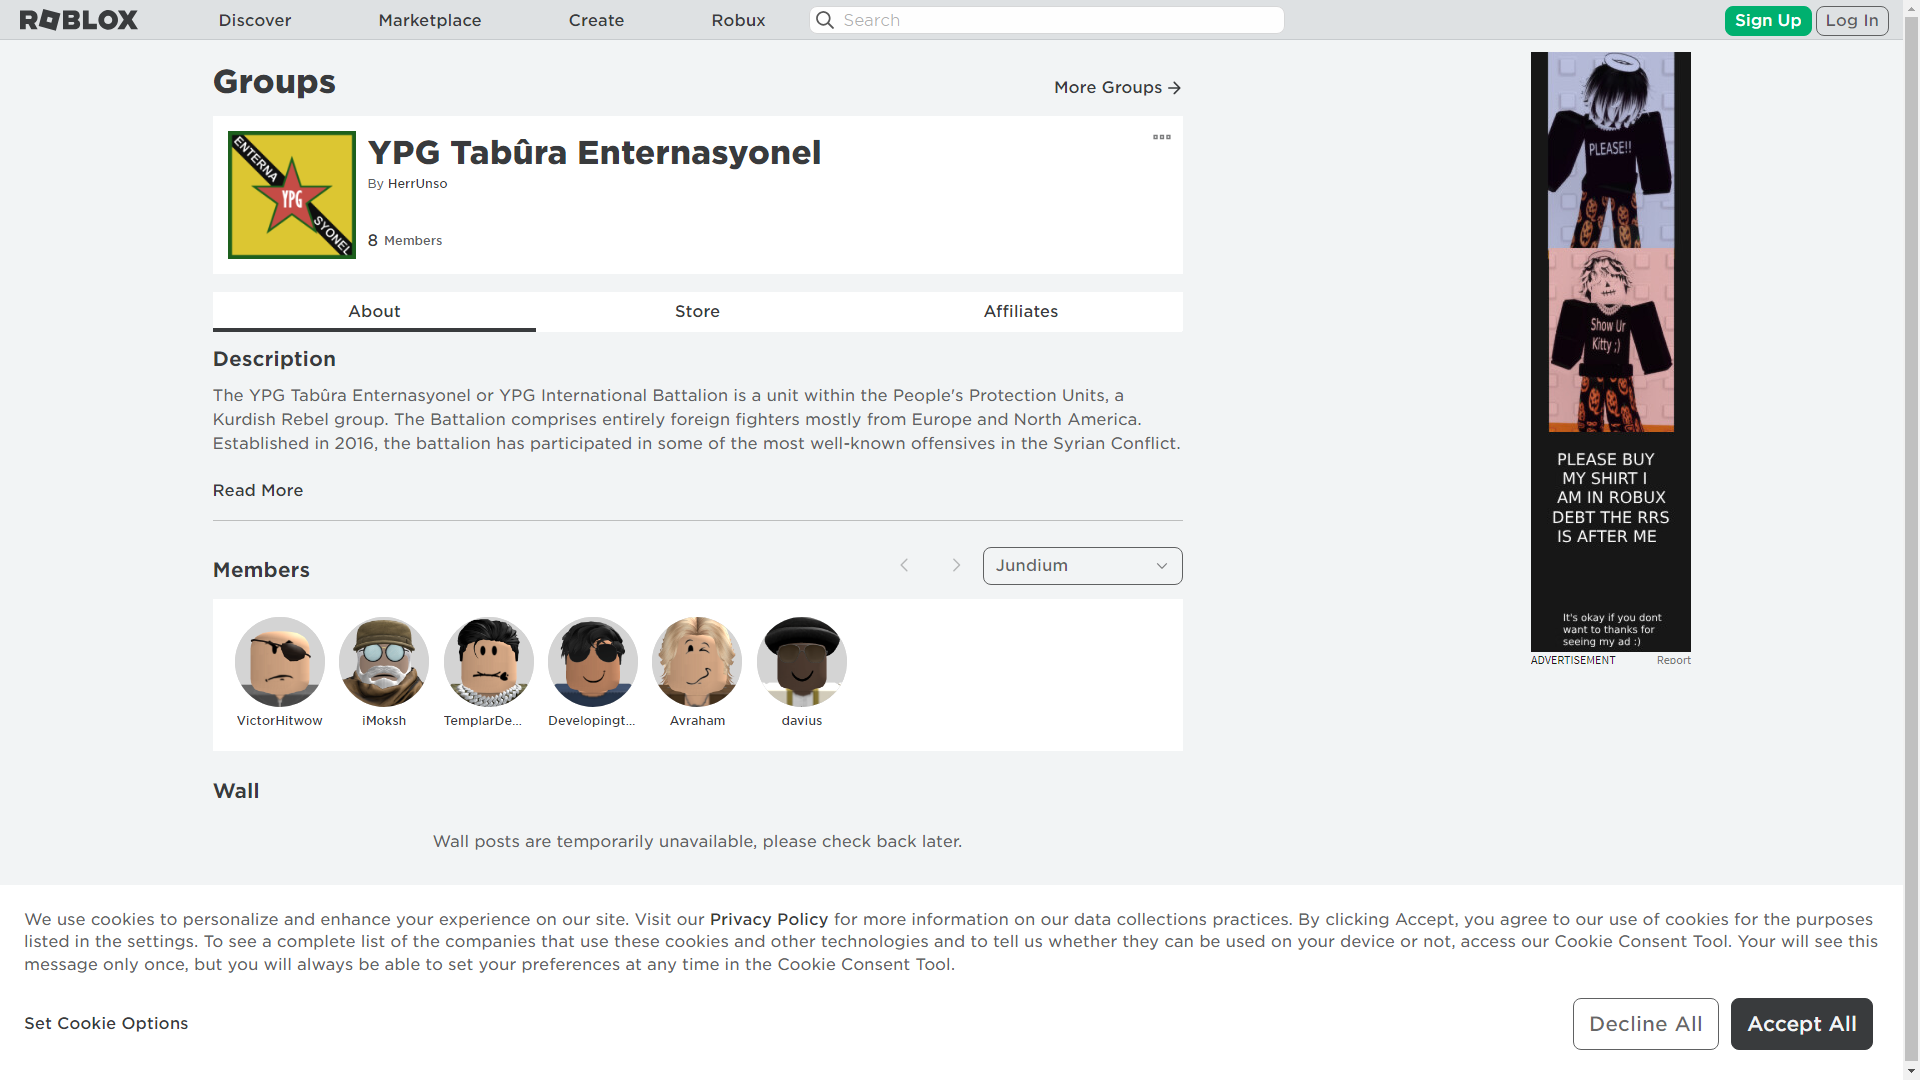 ROBLOX
Discover
Marketplace
Create
Robux
Search
Sign Up
Log In
Groups
More Groups
ENTERNA
YPG
SYONEL
YPG Tabûra Enternasyonel
By HerrUnso
8 Members
About
Store
Affiliates
Description
The YPG Tabûra Enternasyonel or YPG International Battalion is a unit within the People's Protection Units, a
Kurdish Rebel group. The Battalion comprises entirely foreign fighters mostly from Europe and North America.
Established in 2016, the battalion has participated in some of the most well-known offensives in the Syrian Conflict.
Read More
Members
Jundium
VictorHitwow
iMoksh
TemplarDe...
Developingt...
Avraham
davius
Wall
Wall posts are temporarily unavailable, please check back later.
PLEASE!!
Show Ur
Kitty ;)
PLEASE BUY
MY SHIRT I
AM IN ROBUX
DEBT THE RRS
IS AFTER ME
It's okay if you dont
want to thanks for
seeing my ad :)
ADVERTISEMENT
Report
We use cookies to personalize and enhance your experience on our site. Visit our Privacy Policy for more information on our data collections practices. By clicking Accept, you agree to our use of cookies for the purposes
listed in the settings. To see a complete list of the companies that use these cookies and other technologies and to tell us whether they can be used on your device or not, access our Cookie Consent Tool. Your will see this
message only once, but you will always be able to set your preferences at any time in the Cookie Consent Tool.
Set Cookie Options
Decline All
Accept All